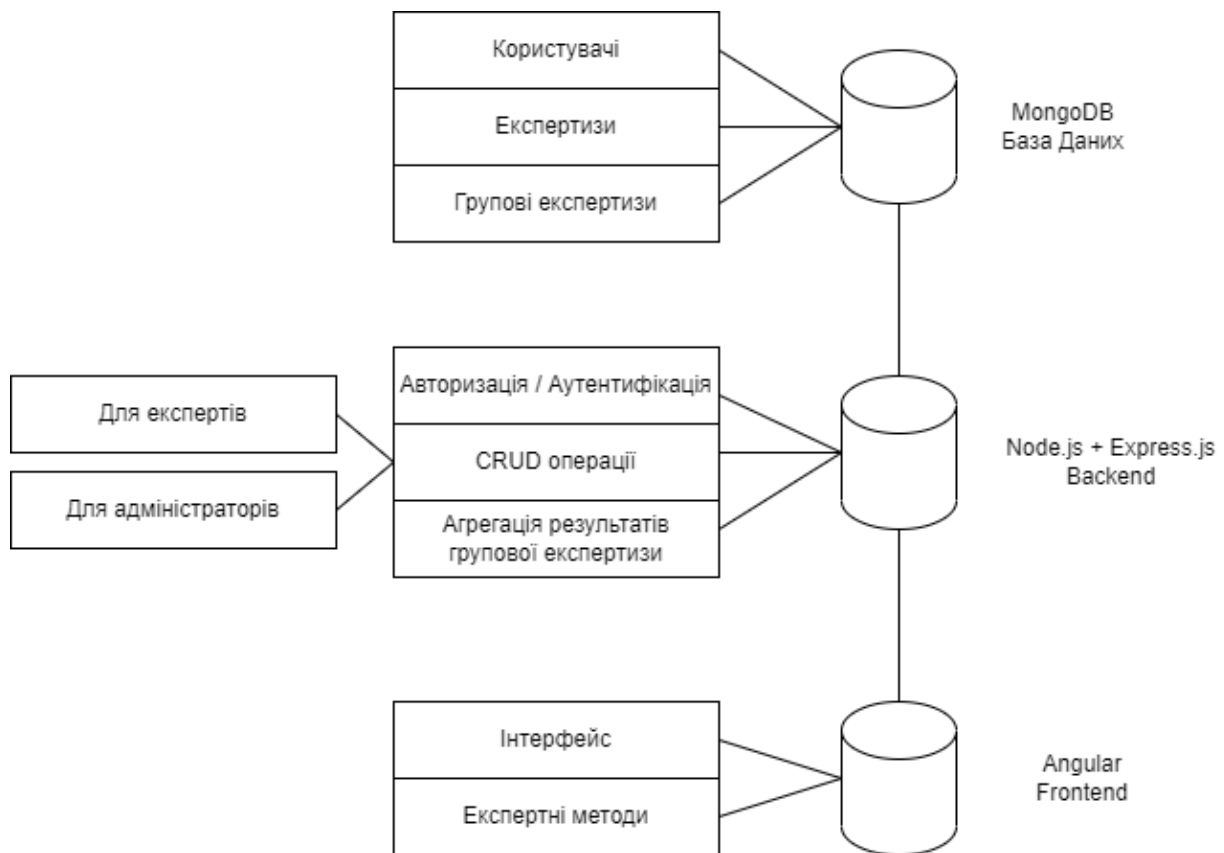 Користувачі
Експертизи
Групові експертизи
MongoDB
База Даних
Для експертів
Для адміністраторів
Авторизація / Аутентифікація
CRUD операції
Агрегація результатів
групової експертизи
Node.js + Express.js
Backend
Інтерфейс
Експертні методи
Angular
Frontend